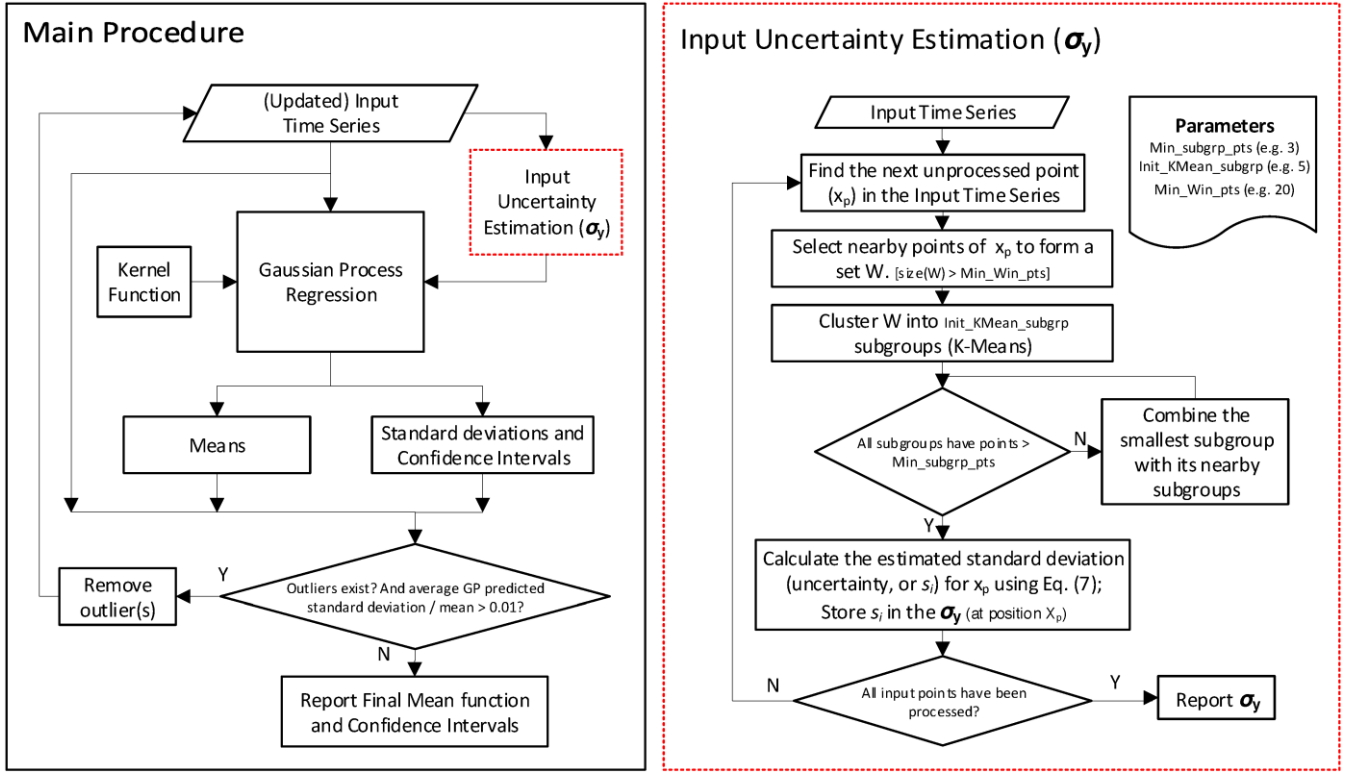 Main Procedure
(Updated) Input
Time Series
Input
Uncertainty
Estimation (σy)
Kernel
Function
Gaussian Process
Regression
Means
Standard deviations and
Confidence Intervals
Outliers exist? And average GP predicted
standard deviation / mean > 0.01?
Y
Remove
outlier(s)
N
Report Final Mean function
and Confidence Intervals
Input Uncertainty Estimation (σy)
Input Time Series
Parameters
Min_subgrp_pts (e.g. 3)
Init_KMean_subgrp (e.g. 5)
Min_Win_pts (e.g. 20)
Find the next unprocessed point
(xp) in the Input Time Series
Select nearby points of xp to form a
set W. [size(W) > Min_Win_pts]
Cluster W into Init_KMean_subgrp
subgroups (K-Means)
All subgroups have points >
Min_subgrp_pts
N
Combine the
smallest subgroup
with its nearby
subgroups
Y
Calculate the estimated standard deviation
(uncertainty, or si) for xp using Eq. (7);
Store si in the σy (at position Xp)
All input points have been
processed?
N
Y
Report σy